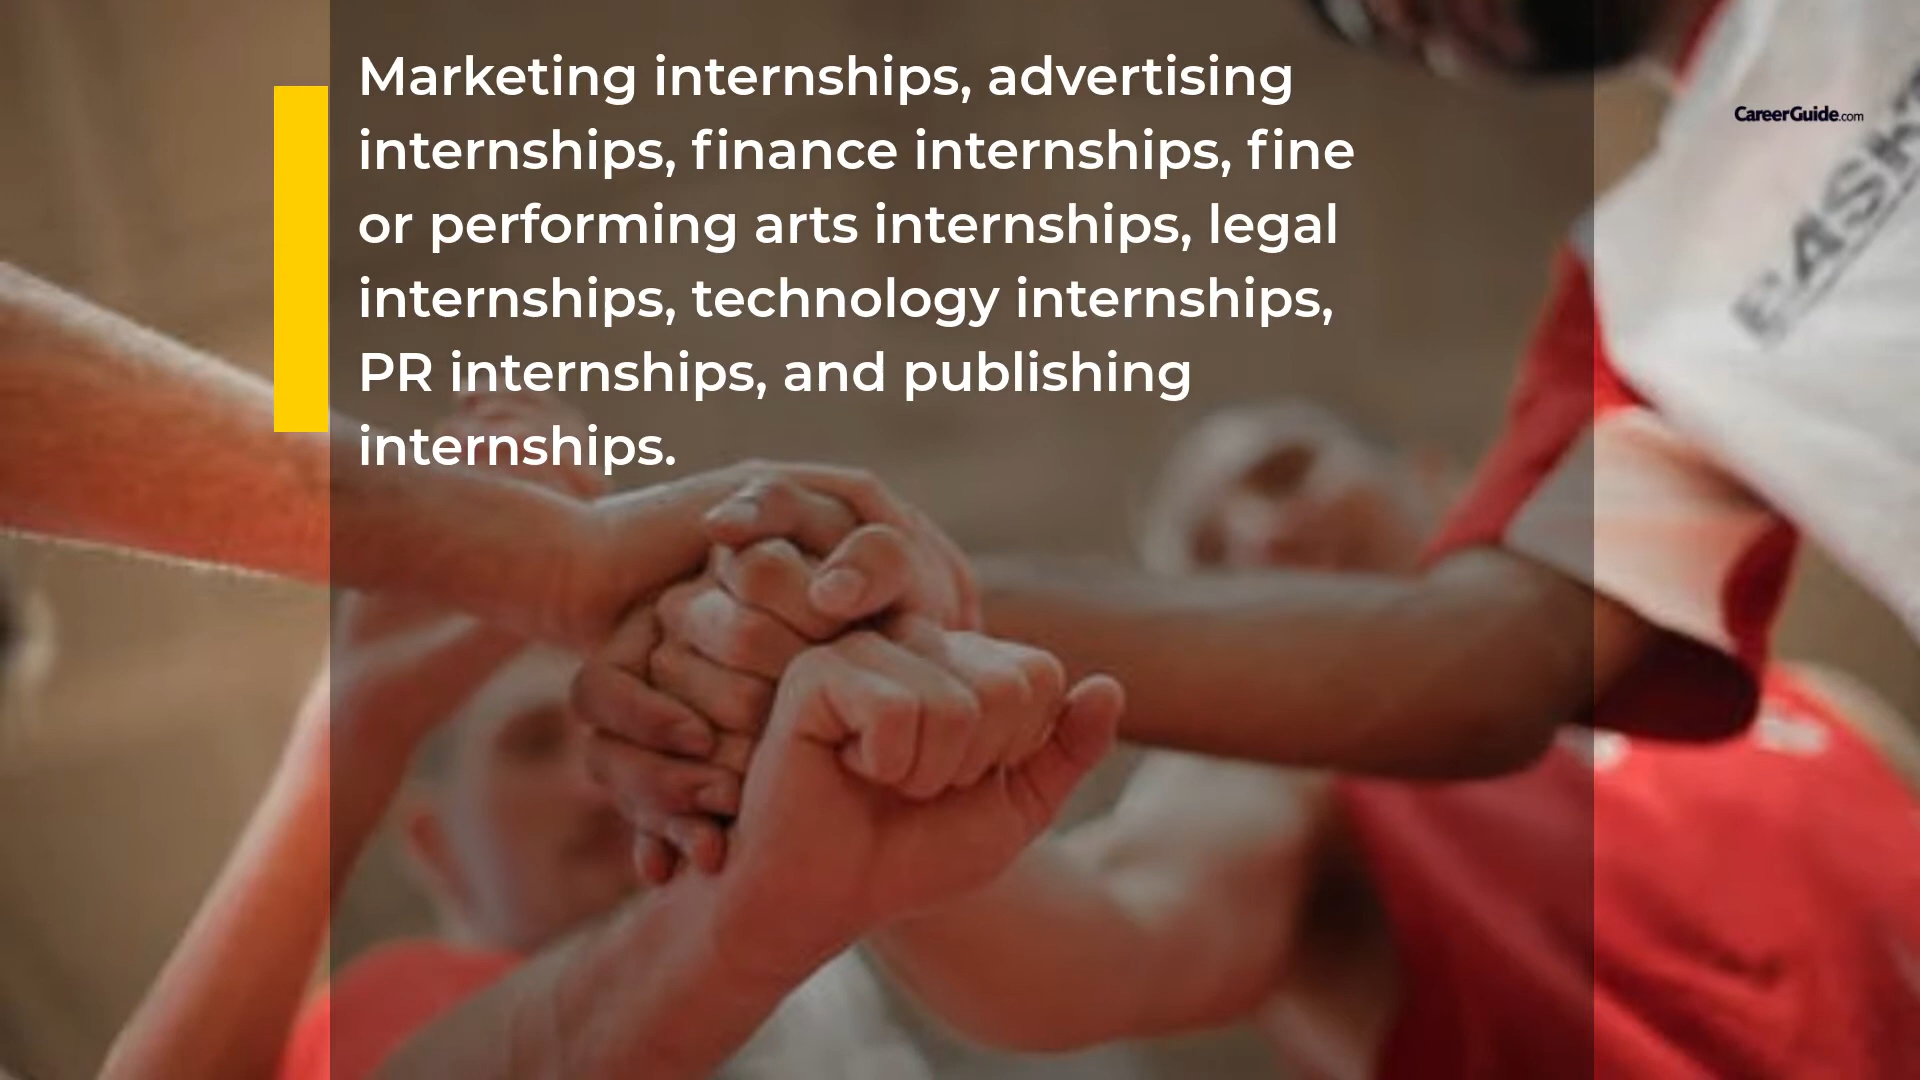 Marketing internships, advertising
internships, finance internships, fine
or performing arts internships, legal
internships, technology internships,
PR internships, and publishing
internships.
CareerGuide.com